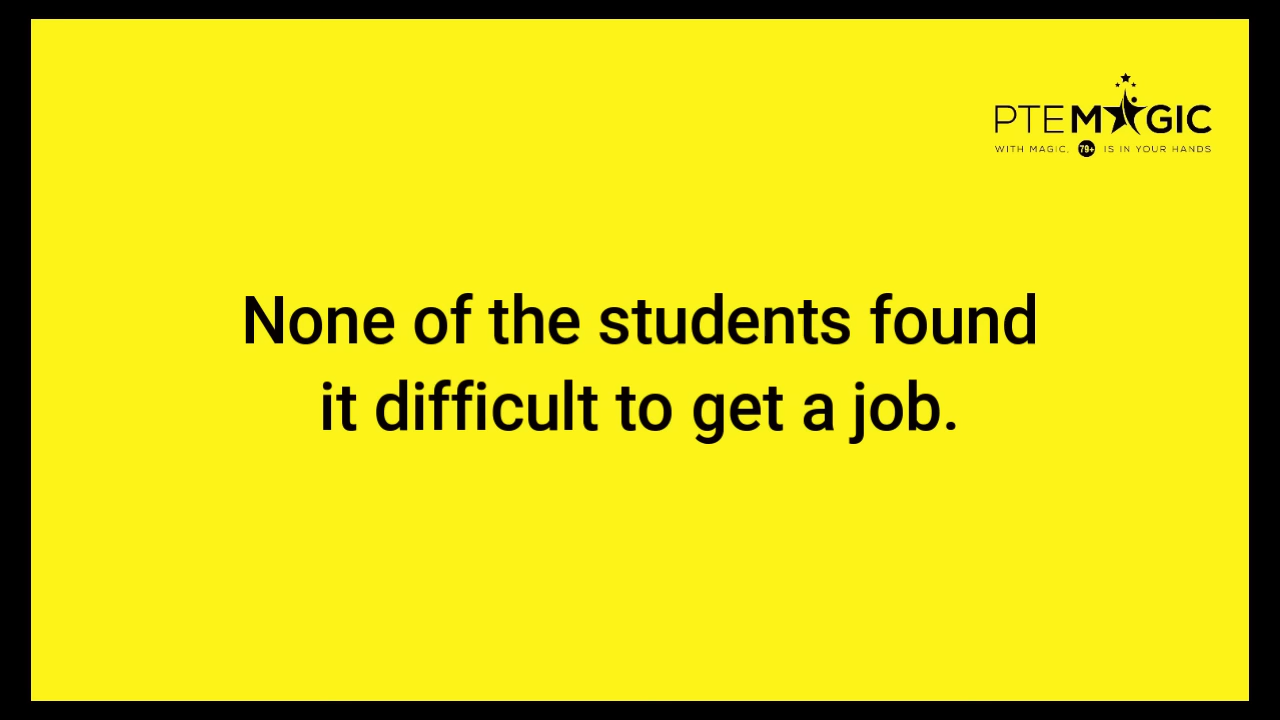 PTEMAGIC
WITH MAGIC, 79+ IS IN YOUR HANDS
None of the students found
it difficult to get a job.